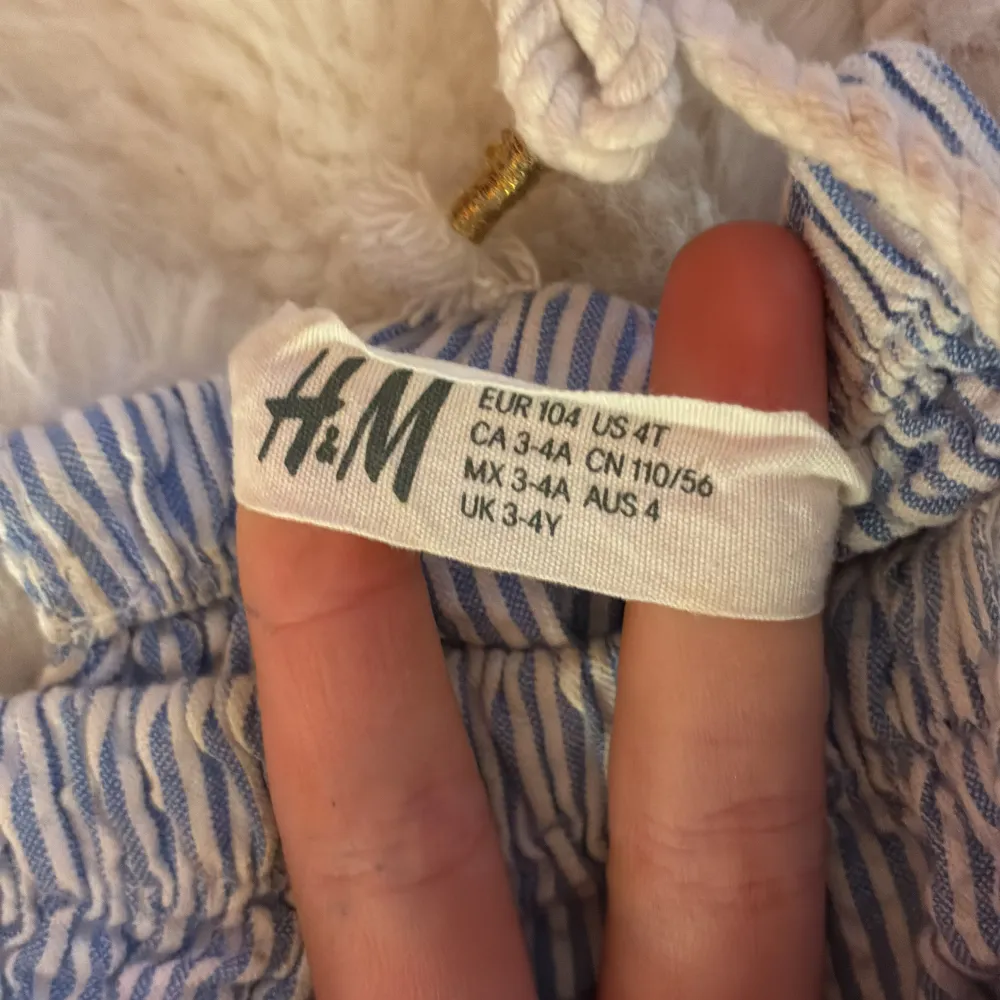 H&M
EUR 104 US 4T
CA 3-4A CN 110/56
MX 3-4A AUS 4
UK 3-4Y